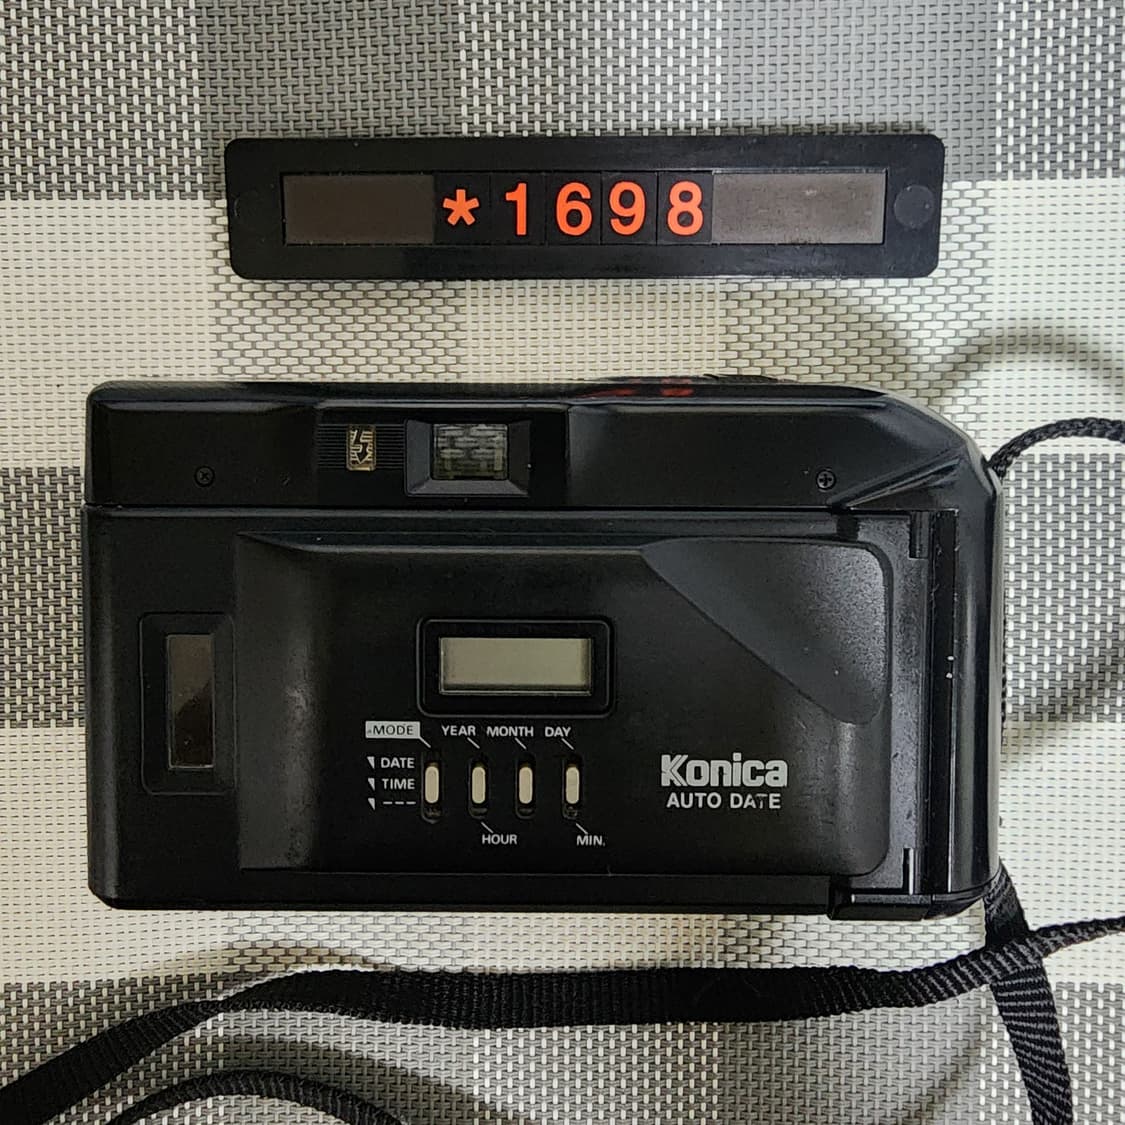 *1698
MODE YEAR MONTH DAY
DATE
TIME
---
HOUR MIN.
Konica
AUTO DATE